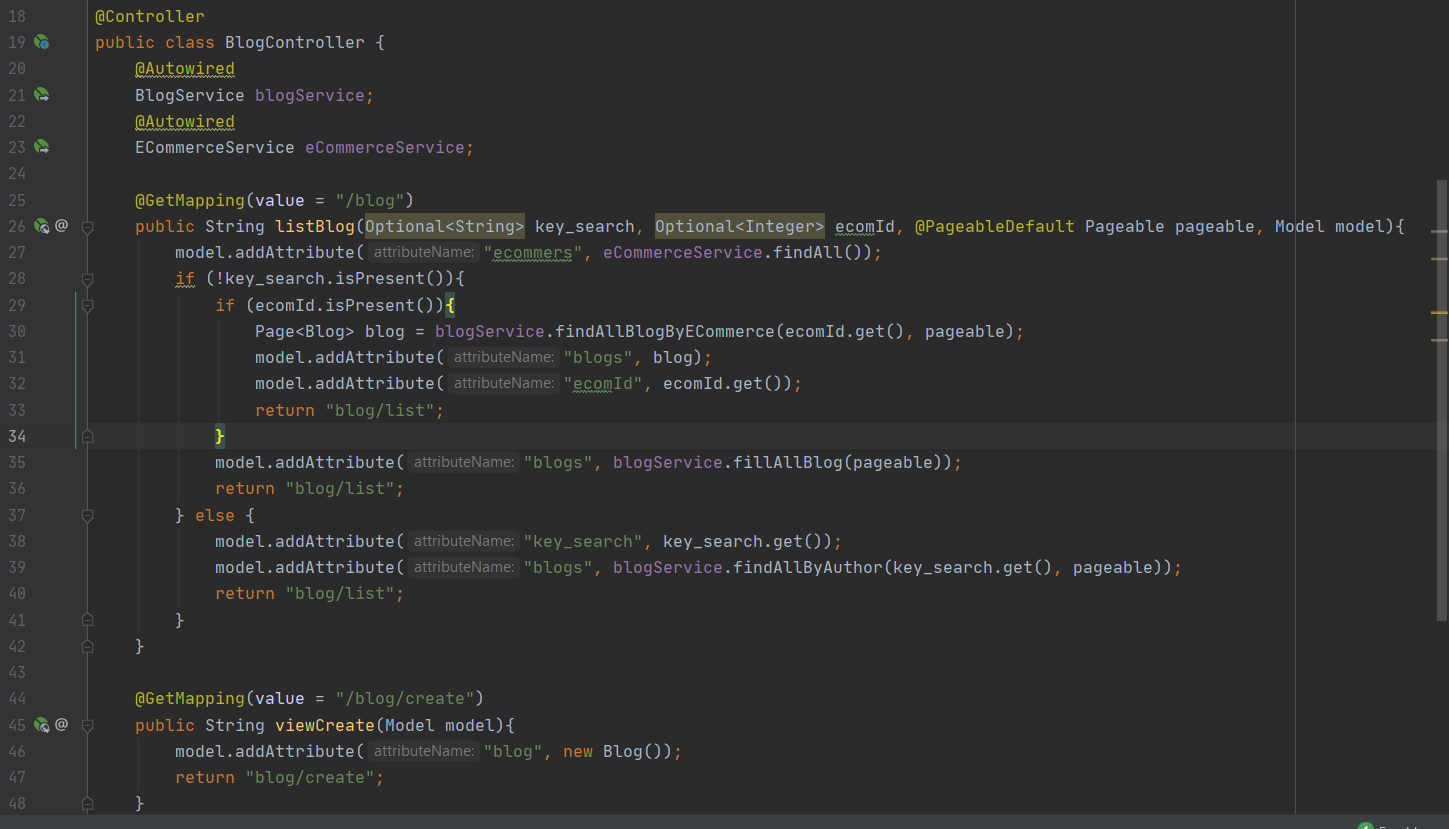 18 @Controller
19 public class BlogController {
20 @Autowired
21 BlogService blogService;
22 @Autowired
23 ECommerceService eCommerceService;
24
25 @GetMapping(value = "/blog")
26 @ public String listBlog(Optional<String> key_search, Optional<Integer> ecomId, @PageableDefault Pageable pageable, Model model){
27 model.addAttribute( attributeName: "ecommers", eCommerceService.findAll());
28 if (!key_search.isPresent()){
29 if (ecomId.isPresent()){
30 Page<Blog> blog = blogService.findAllBlogByECommerce(ecomId.get(), pageable);
31 model.addAttribute( attributeName: "blogs", blog);
32 model.addAttribute( attributeName: "ecomId", ecomId.get());
33 return "blog/list";
34 }
35 model.addAttribute( attributeName: "blogs", blogService.fillAllBlog(pageable));
36 return "blog/list";
37 } else {
38 model.addAttribute( attributeName: "key_search", key_search.get());
39 model.addAttribute( attributeName: "blogs", blogService.findAllByAuthor(key_search.get(), pageable));
40 return "blog/list";
41 }
42 }
43
44 @GetMapping(value = "/blog/create")
45 @ public String viewCreate(Model model){
46 model.addAttribute( attributeName: "blog", new Blog());
47 return "blog/create";
48 }